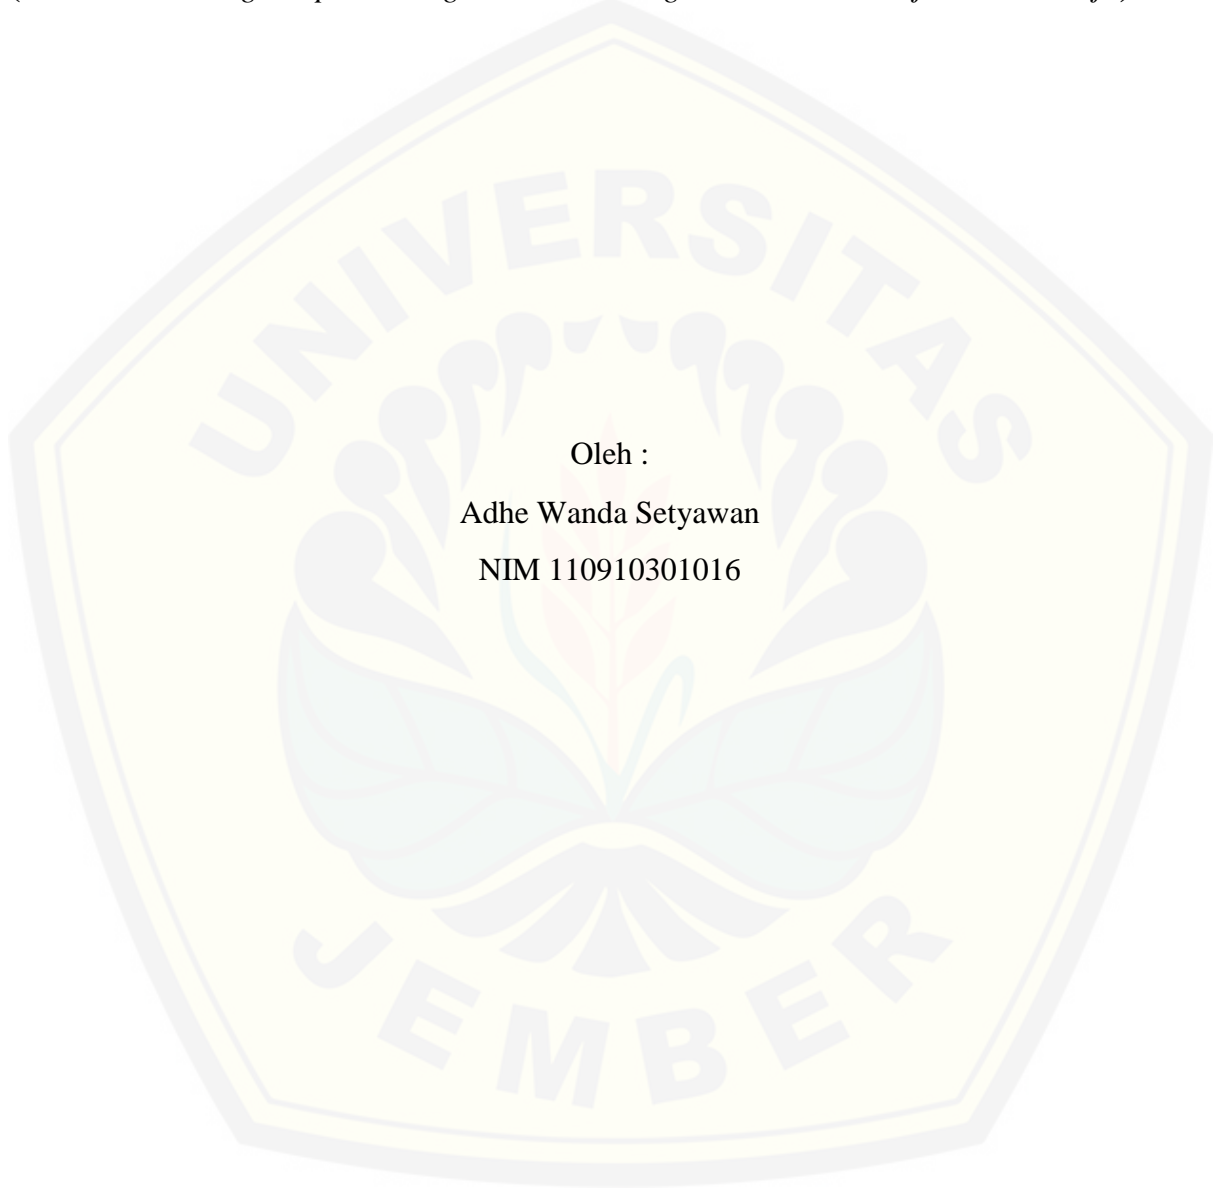 UNIVERSITAS
Oleh :
Adhe Wanda Setyawan
NIM 110910301016
JEMBER